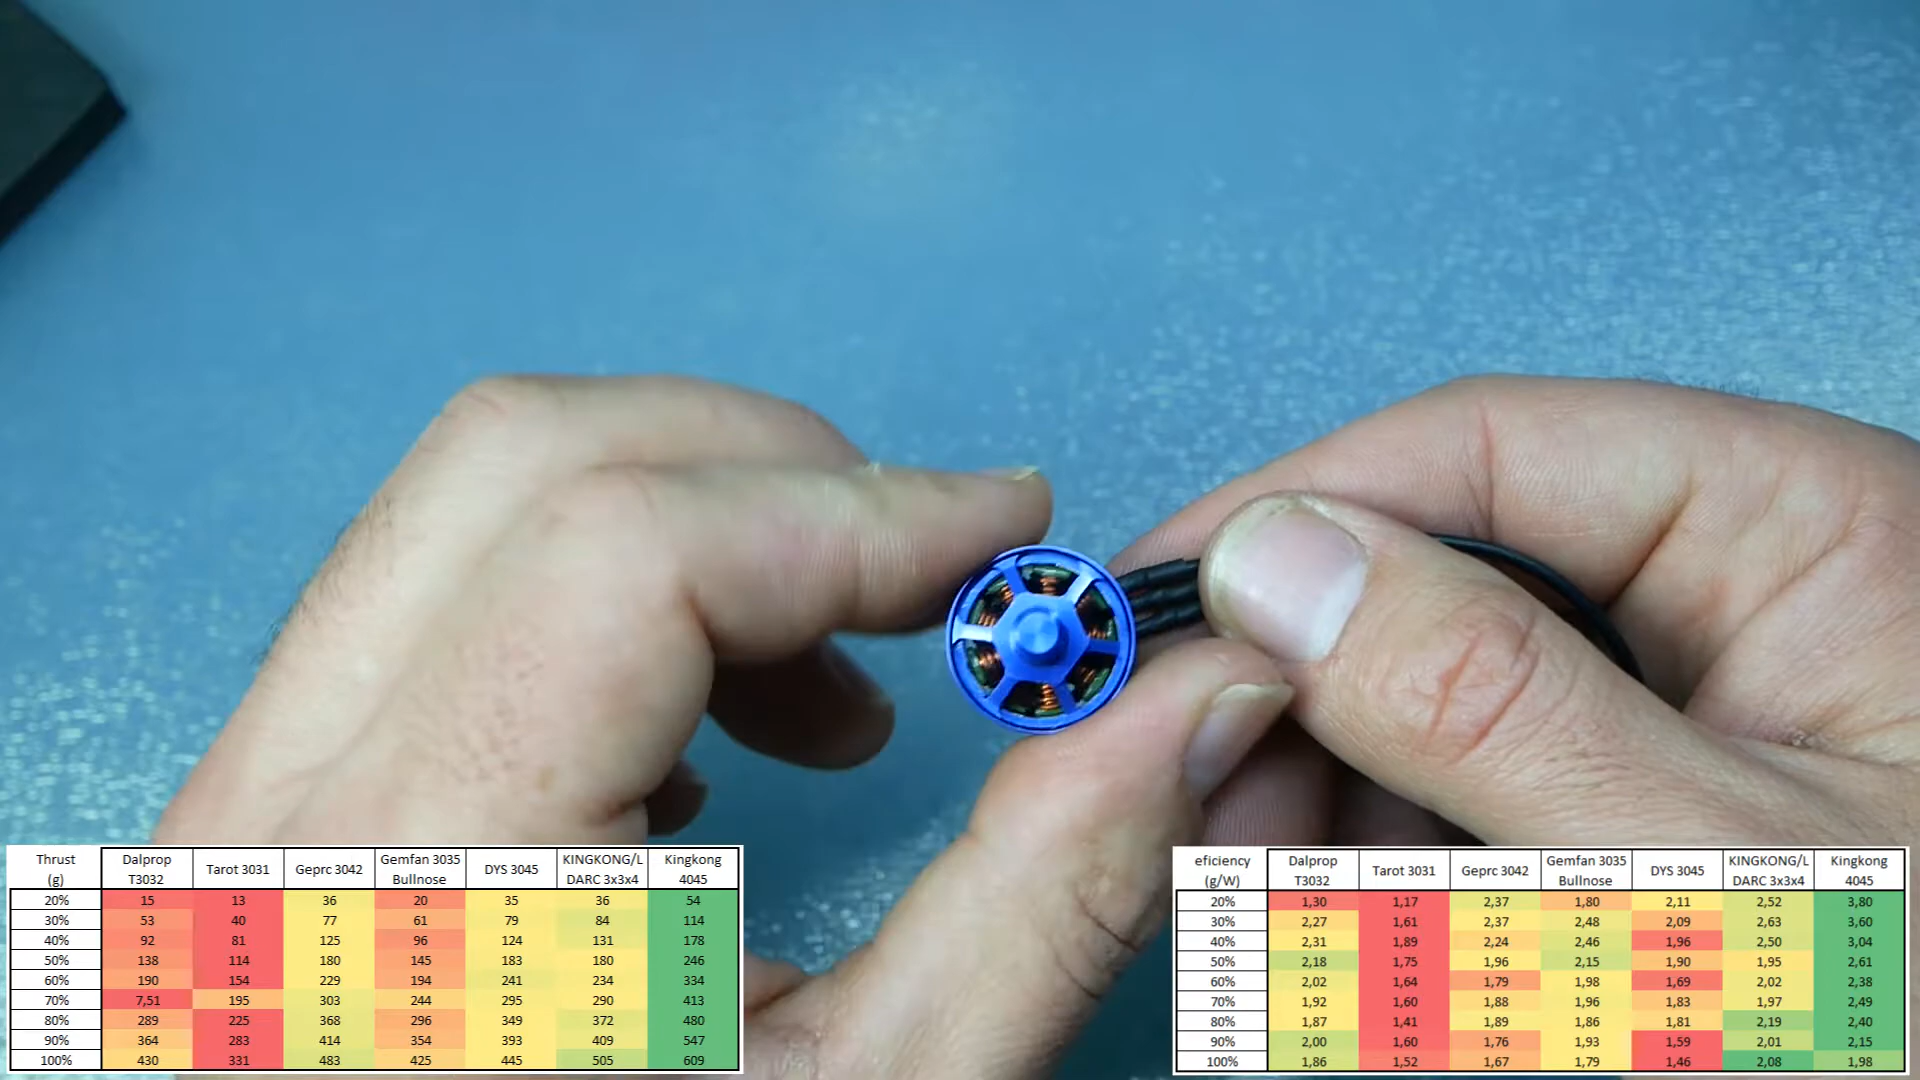 Thrust (g) Dalprop T3032 Tarot 3031 Geprc 3042 Gemfan 3035 Bullnose DYS 3045 KINGKONG/L DARC 3x3x4 Kingkong 4045
20% 15 13 36 20 35 36 54
30% 53 40 77 61 79 84 114
40% 92 81 125 96 124 131 178
50% 138 114 180 145 183 180 246
60% 190 154 229 194 241 234 334
70% 7,51 195 303 244 295 290 413
80% 289 225 368 296 349 372 480
90% 364 283 414 354 393 409 547
100% 430 331 483 425 445 505 609
eficiency (g/W) Dalprop T3032 Tarot 3031 Geprc 3042 Gemfan 3035 Bullnose DYS 3045 KINGKONG/L DARC 3x3x4 Kingkong 4045
20% 1,30 1,17 2,37 1,80 2,11 2,52 3,80
30% 2,27 1,61 2,37 2,48 2,09 2,63 3,60
40% 2,31 1,89 2,24 2,46 1,96 2,50 3,04
50% 2,18 1,75 1,96 2,15 1,90 1,95 2,61
60% 2,02 1,64 1,79 1,98 1,69 2,02 2,38
70% 1,92 1,60 1,88 1,96 1,83 1,97 2,49
80% 1,87 1,41 1,89 1,86 1,81 2,19 2,40
90% 2,00 1,60 1,76 1,93 1,59 2,01 2,15
100% 1,86 1,52 1,67 1,79 1,46 2,08 1,98